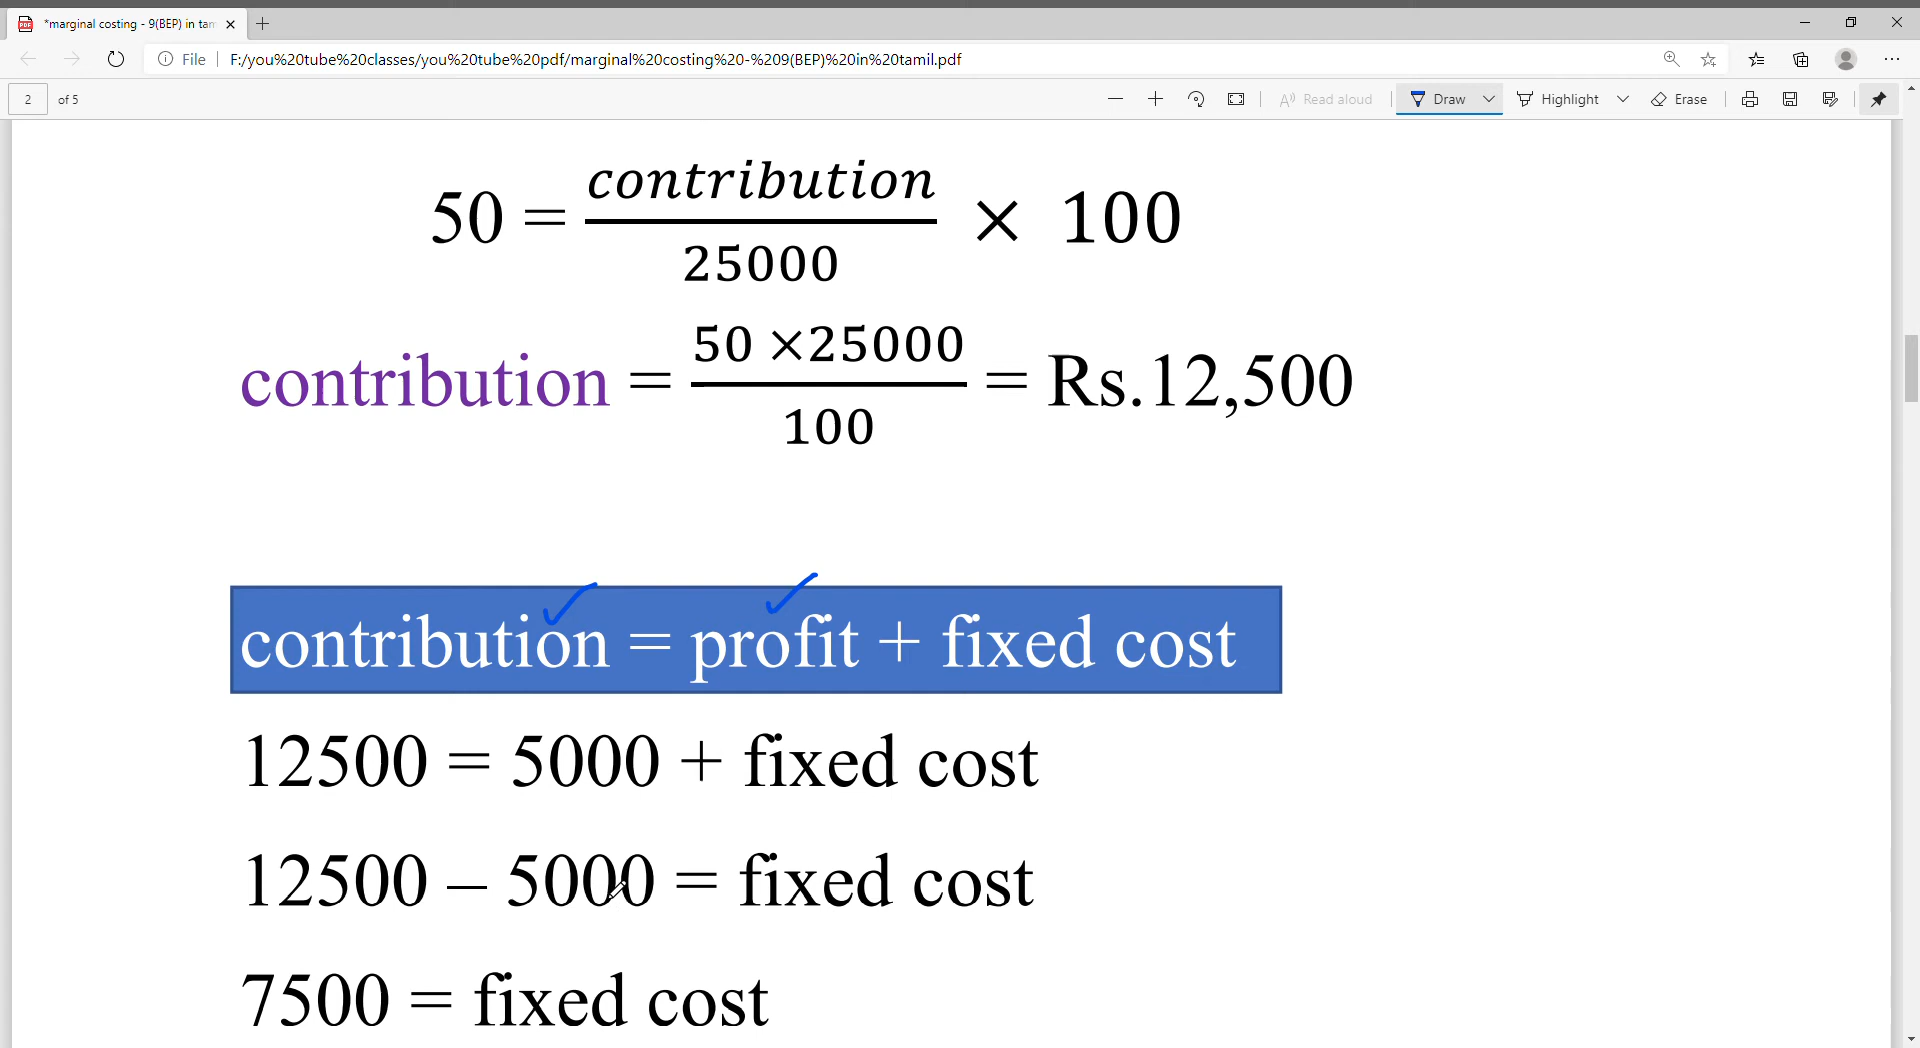 *marginal costing - 9(BEP) in tam
File F:/you%20tube%20classes/you%20tube%20pdf/marginal%20costing%20-%209(BEP)%20in%20tamil.pdf
2 of 5 Read aloud Draw Highlight Erase
50 = contribution / 25000 × 100
contribution = 50 ×25000 / 100 = Rs.12,500
contribution = profit + fixed cost
12500 = 5000 + fixed cost
12500 – 5000 = fixed cost
7500 = fixed cost